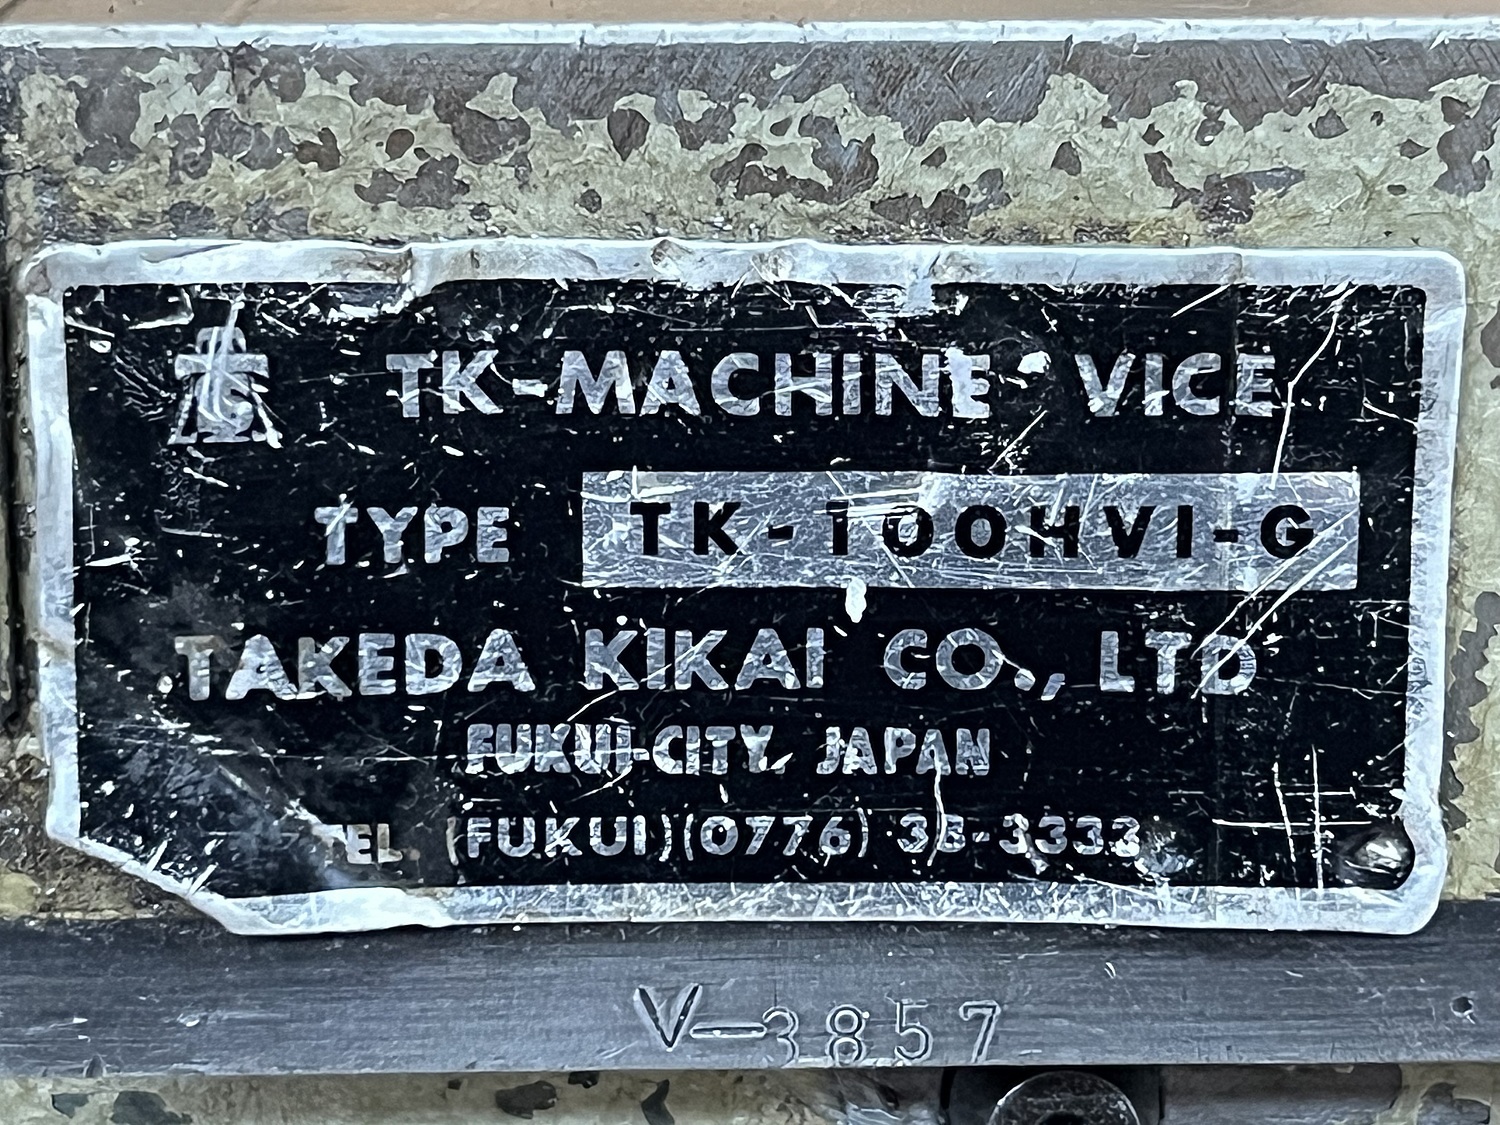 TK-MACHINE VICE
TYPE TK-100HVI-G
TAKEDA KIKAI CO., LTD
FUKUI-CITY, JAPAN
TEL. (FUKUI)(0776) 38-3333
V-3857